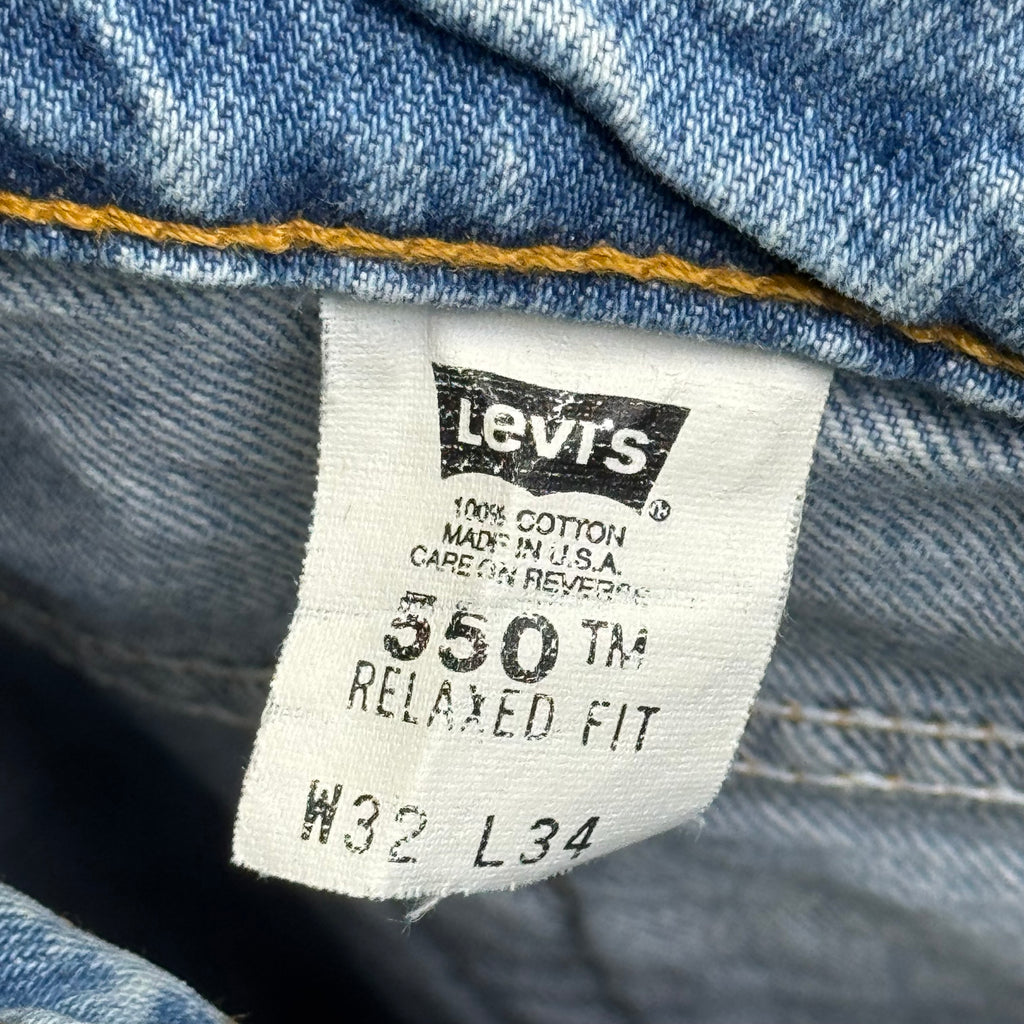 Levi's ®
100% COTTON
MADE IN U.S.A.
CARE ON REVERSE
550 TM
RELAXED FIT
W32 L34